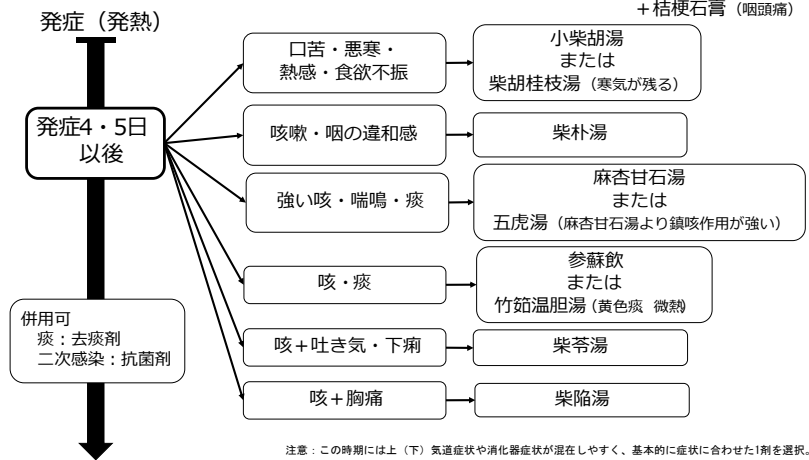 ＋桔梗石膏（咽頭痛）
発症（発熱）
発症4・5日
以後
併用可
痰：去痰剤
二次感染：抗菌剤
口苦・悪寒・
熱感・食欲不振
小柴胡湯
または
柴胡桂枝湯（寒気が残る）
咳嗽・咽の違和感
柴朴湯
強い咳・喘鳴・痰
麻杏甘石湯
または
五虎湯（麻杏甘石湯より鎮咳作用が強い）
咳・痰
参蘇飲
または
竹筎温胆湯（黄色痰 微熱）
咳＋吐き気・下痢
柴苓湯
咳＋胸痛
柴陥湯
注意：この時期には上（下）気道症状や消化器症状が混在しやすく、基本的に症状に合わせた1剤を選択。